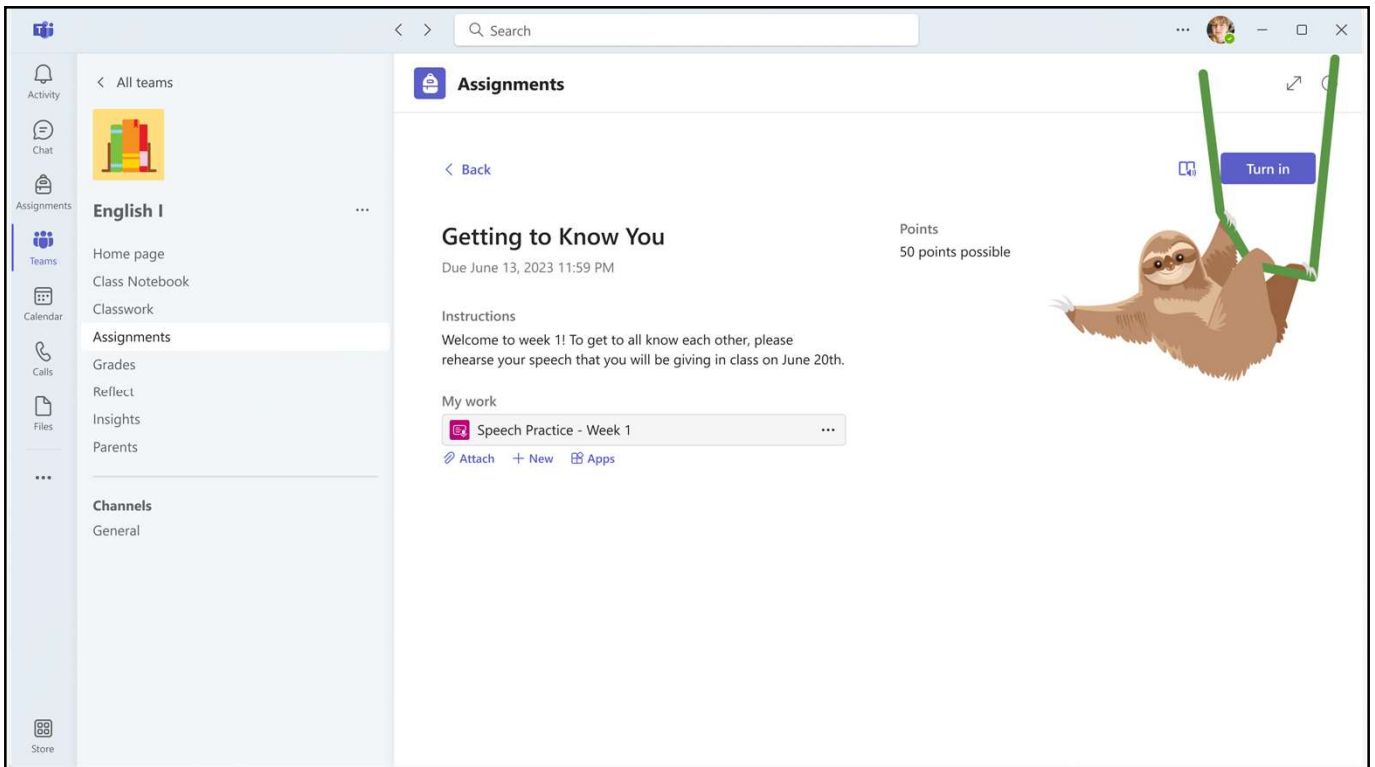 Search
Activity
Chat
Assignments
Teams
Calendar
Calls
Files
Store
All teams
English I
Home page
Class Notebook
Classwork
Assignments
Grades
Reflect
Insights
Parents
Channels
General
Assignments
Back
Turn in
Getting to Know You
Due June 13, 2023 11:59 PM
Points
50 points possible
Instructions
Welcome to week 1! To get to all know each other, please
rehearse your speech that you will be giving in class on June 20th.
My work
Speech Practice - Week 1
Attach New Apps